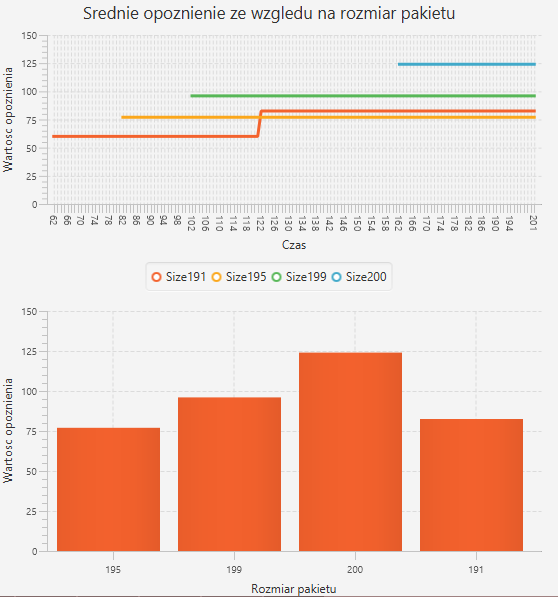 Srednie opoznienie ze wzgledu na rozmiar pakietu
Wartosc opoznienia
150
125
100
75
50
25
0
62 66 70 74 78 82 86 90 94 98 102 106 110 114 118 122 126 130 134 138 142 146 150 154 158 162 166 170 174 178 182 186 190 194 201
Czas
Size191 Size195 Size199 Size200
Wartosc opoznienia
150
125
100
75
50
25
0
195 199 200 191
Rozmiar pakietu